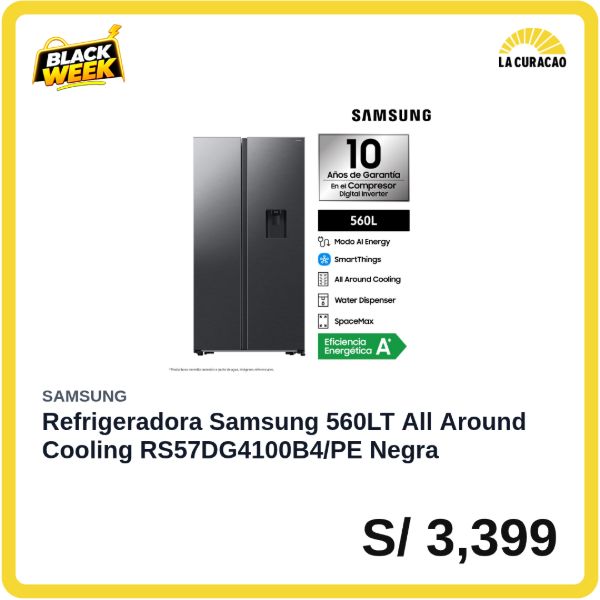 BLACK
WEEK
LA CURACAO
SAMSUNG
10
Años de Garantía
En el Compresor
Digital Inverter
560L
Modo AI Energy
SmartThings
All Around Cooling
Water Dispenser
SpaceMax
Eficiencia
Energética
A+
SAMSUNG
Refrigeradora Samsung 560LT All Around
Cooling RS57DG4100B4/PE Negra
S/ 3,399